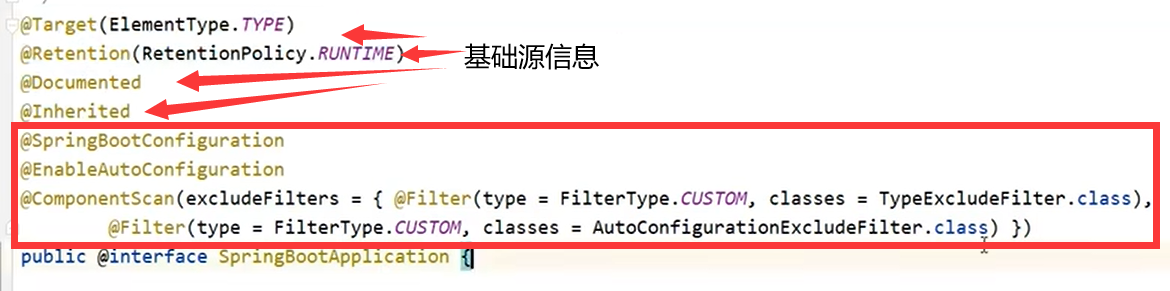 @Target(ElementType.TYPE)
@Retention(RetentionPolicy.RUNTIME)
基础源信息
@Documented
@Inherited
@SpringBootConfiguration
@EnableAutoConfiguration
@ComponentScan(excludeFilters = { @Filter(type = FilterType.CUSTOM, classes = TypeExcludeFilter.class),
@Filter(type = FilterType.CUSTOM, classes = AutoConfigurationExcludeFilter.class) })
public @interface SpringBootApplication {